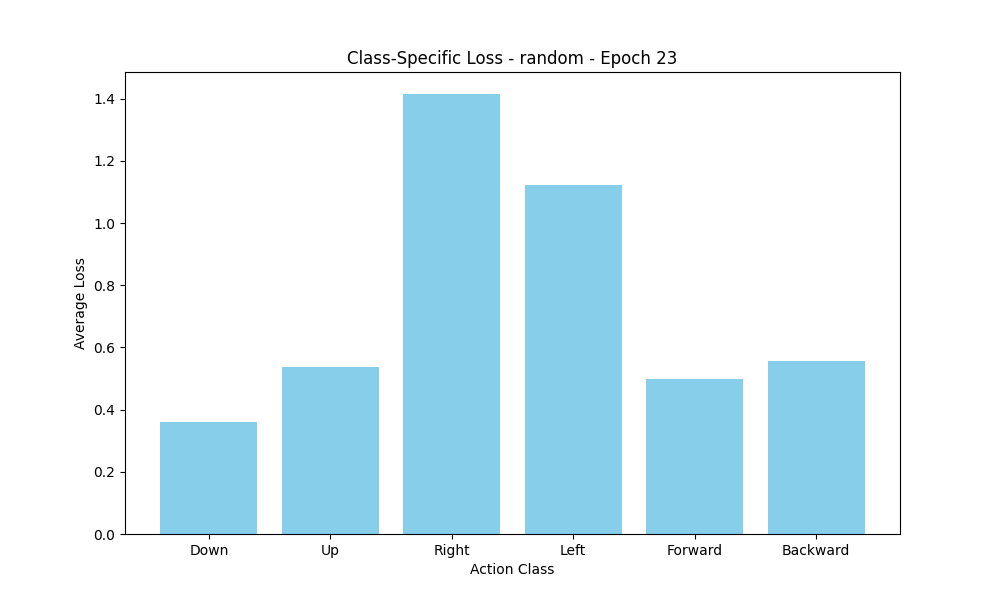 Class-Specific Loss - random - Epoch 23
Average Loss
1.4
1.2
1.0
0.8
0.6
0.4
0.2
0.0
Down Up Right Left Forward Backward
Action Class